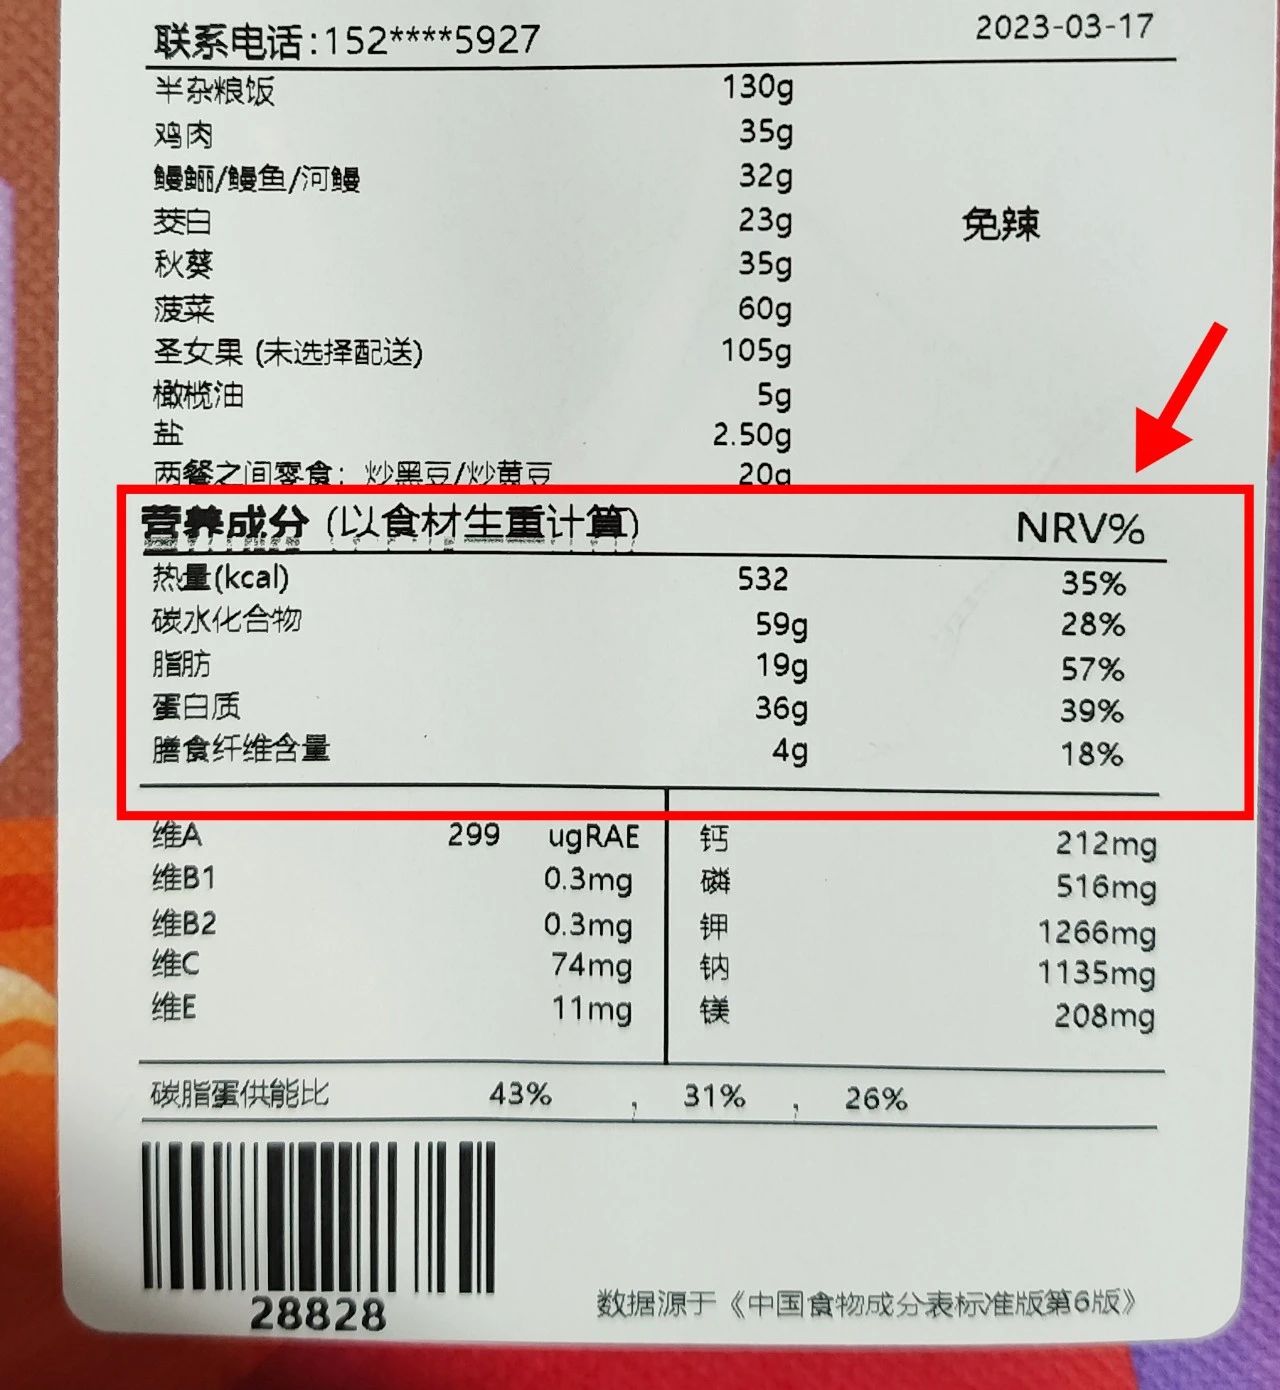 联系电话:152****5927 2023-03-17
半杂粮饭 130g
鸡肉 35g
鳗鲡/鳗鱼/河鳗 32g
茭白 23g 免辣
秋葵 35g
菠菜 60g
圣女果 (未选择配送) 105g
橄榄油 5g
盐 2.50g
两餐之间零食: 炒黑豆/炒黄豆 20g
营养成分 (以食材生重计算) NRV%
热量(kcal) 532 35%
碳水化合物 59g 28%
脂肪 19g 57%
蛋白质 36g 39%
膳食纤维含量 4g 18%
维A 299 ugRAE 钙 212mg
维B1 0.3mg 磷 516mg
维B2 0.3mg 钾 1266mg
维C 74mg 钠 1135mg
维E 11mg 镁 208mg
碳脂蛋供能比 43% , 31% , 26%
28828
数据源于《中国食物成分表标准版第6版》